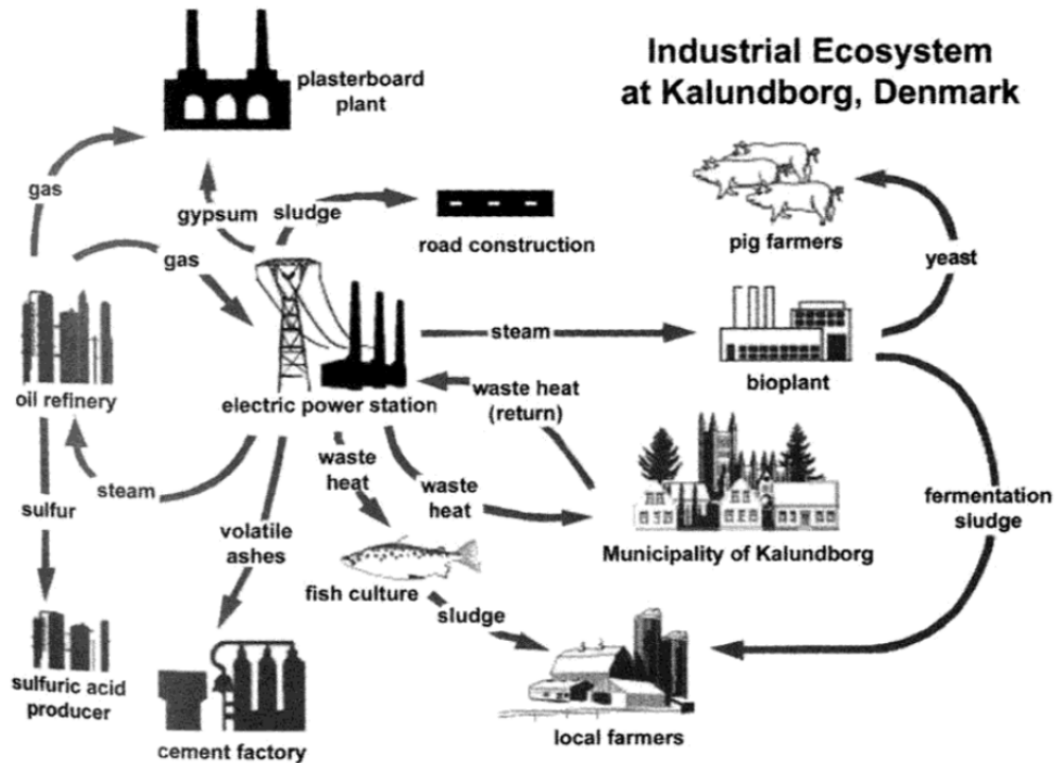 Industrial Ecosystem
at Kalundborg, Denmark
plasterboard
plant
gas
gypsum
sludge
road construction
pig farmers
gas
yeast
steam
bioplant
oil refinery
electric power station
waste heat
(return)
waste
heat
waste
heat
steam
sulfur
volatile
ashes
fermentation
sludge
Municipality of Kalundborg
fish culture
sludge
sulfuric acid
producer
cement factory
local farmers